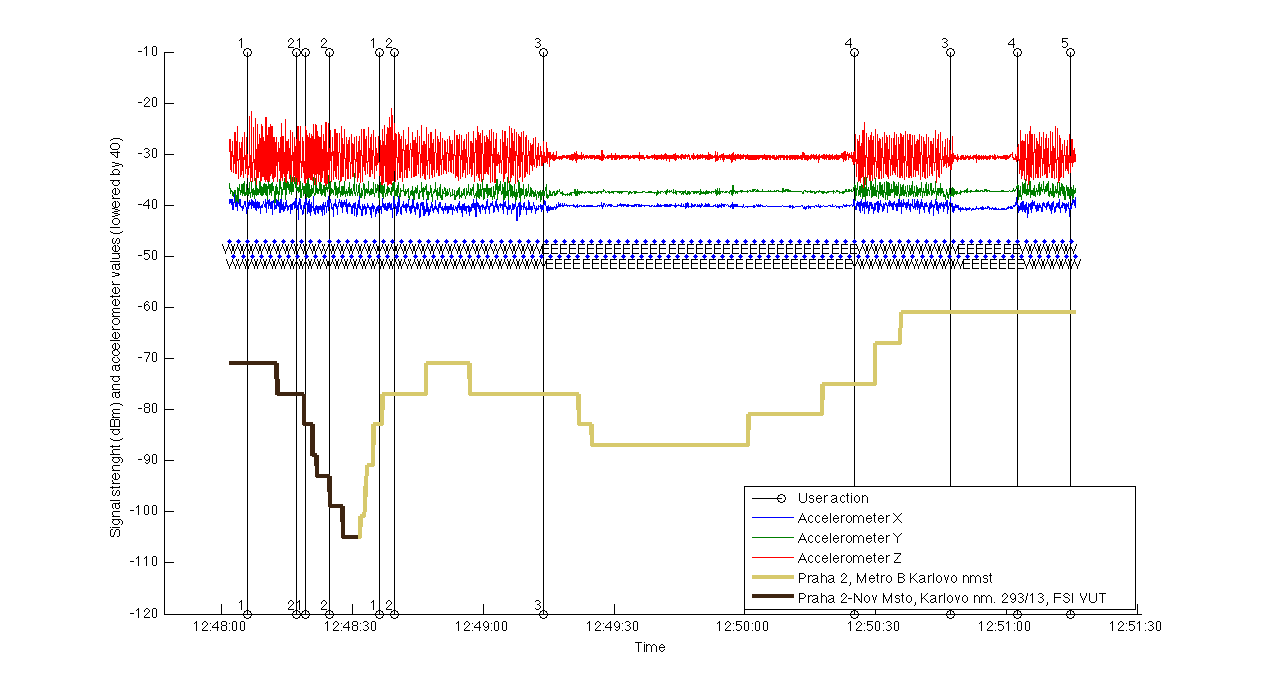 1 2 1 2 1 2 3 4 3 4 5
-10
-20
-30
-40
-50
-60
-70
-80
-90
-100
-110
-120
Signal strenght (dBm) and accelerometer values (lowered by 40)
User action
Accelerometer X
Accelerometer Y
Accelerometer Z
Praha 2, Metro B Karlovo nmst
Praha 2-Nov Msto, Karlovo nm. 293/13, FSI VUT
1 2 1 2 1 2 3
12:48:00 12:48:30 12:49:00 12:49:30 12:50:00 12:50:30 12:51:00 12:51:30
Time